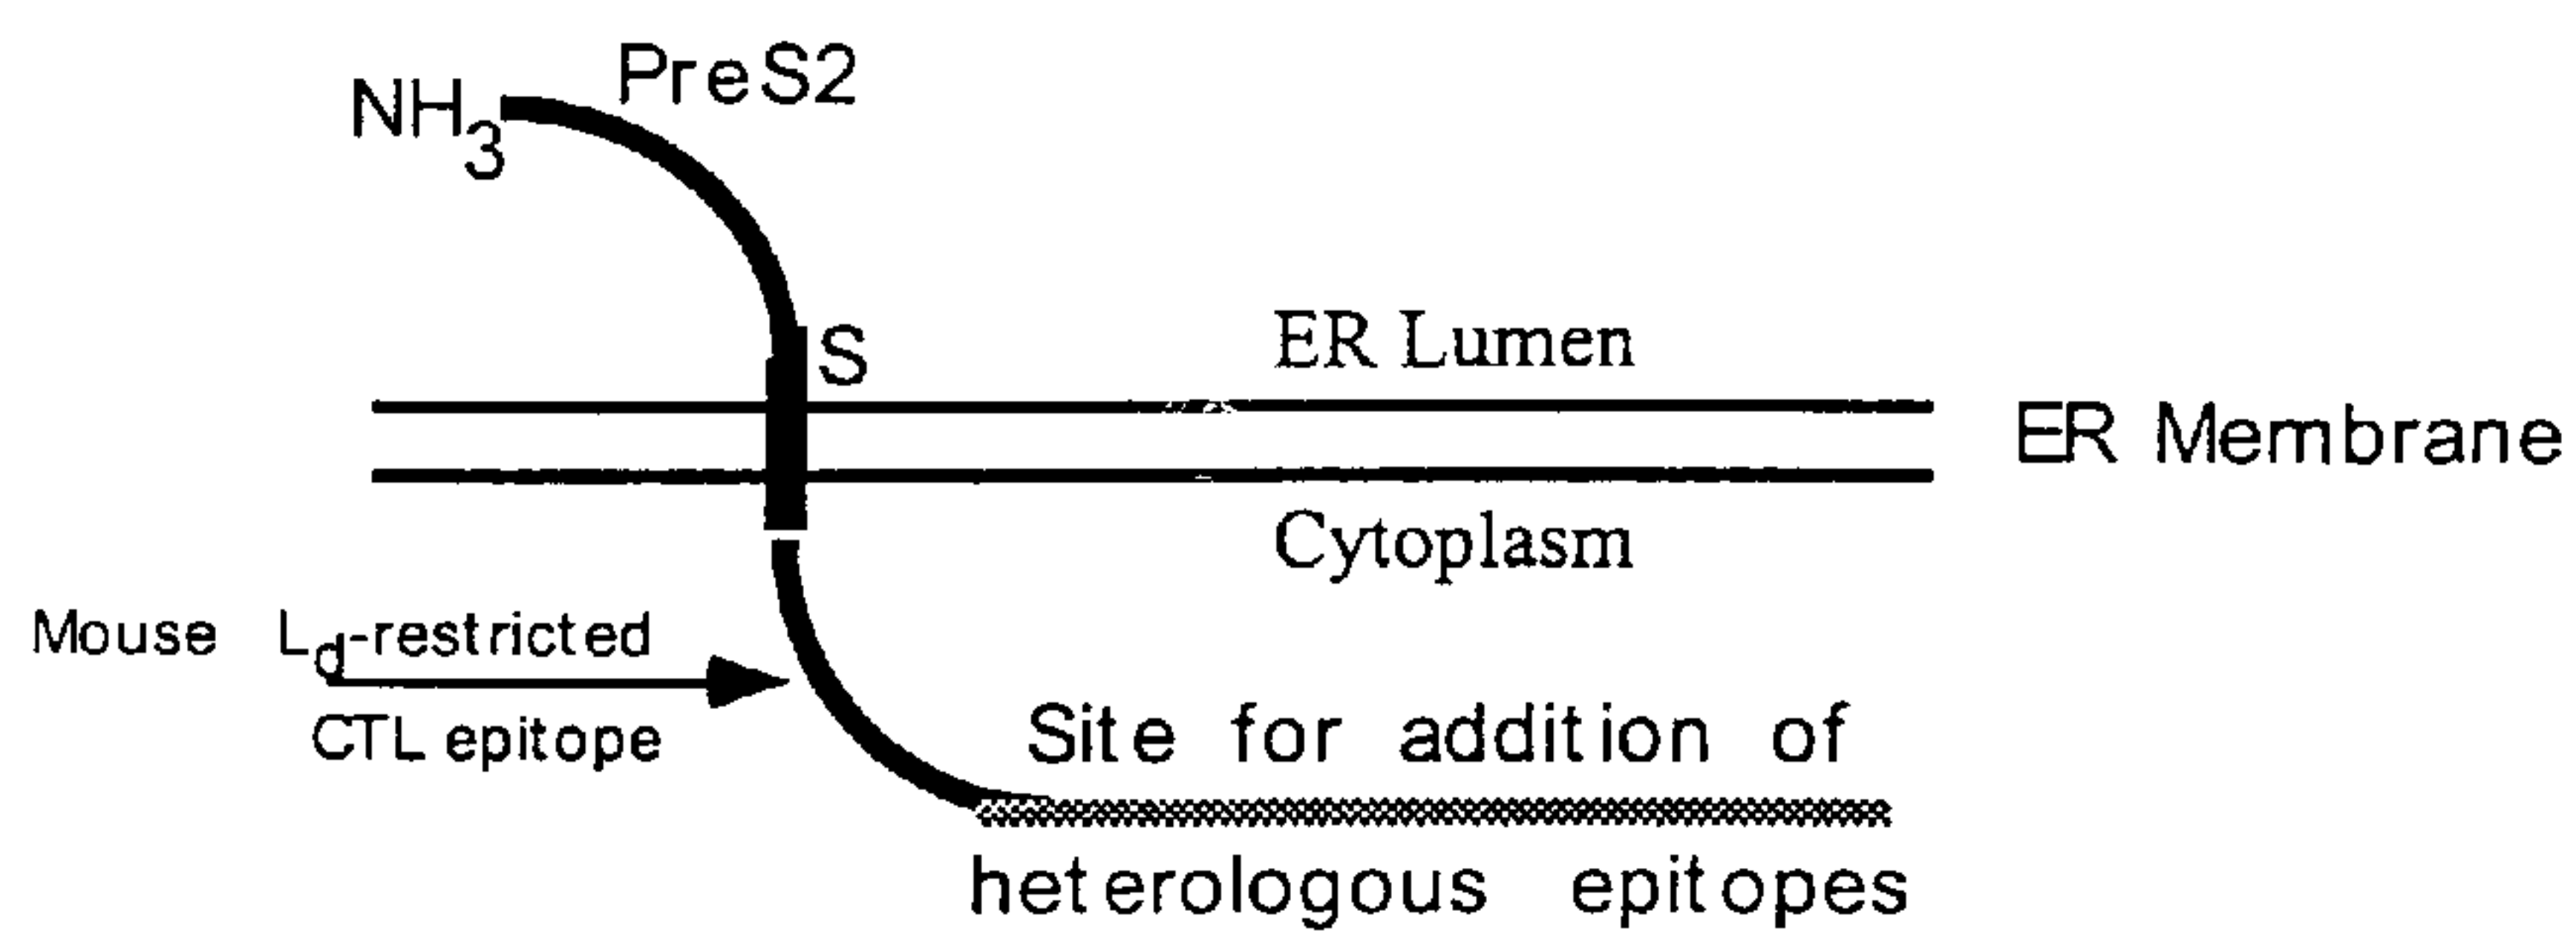 PreS2
NH3
S
ER Lumen
ER Membrane
Cytoplasm
Mouse Ld-restricted
CTL epitope
Site for addition of
heterologous epitopes